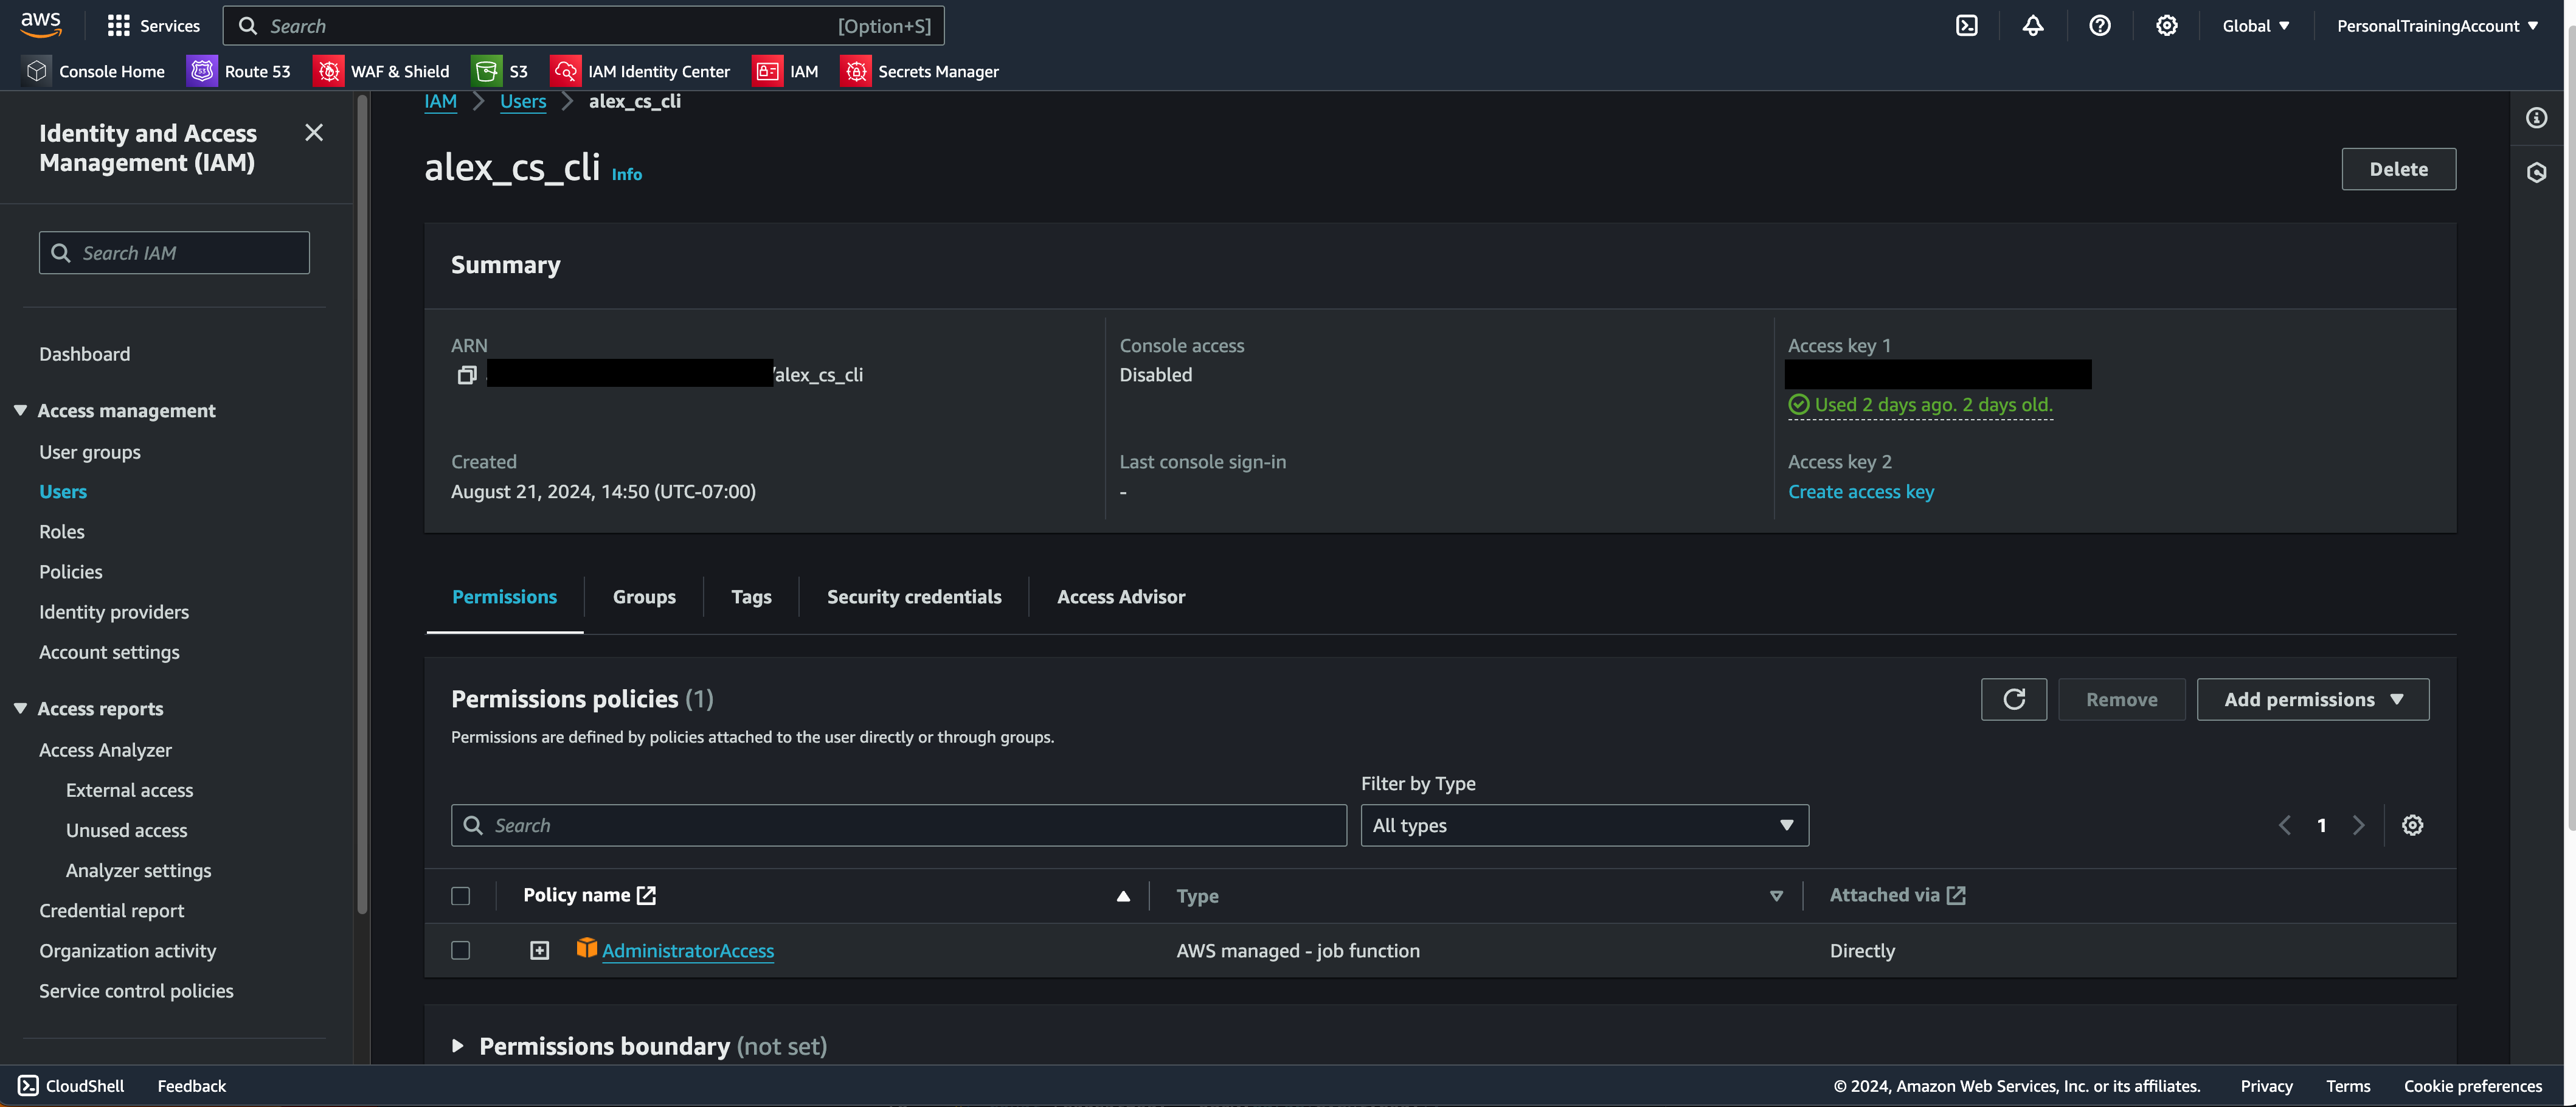 aws
Services
Search
[Option+S]
Global
PersonalTrainingAccount
Console Home
Route 53
WAF & Shield
S3
IAM Identity Center
IAM
Secrets Manager
Identity and Access
Management (IAM)
Search IAM
Dashboard
Access management
User groups
Users
Roles
Policies
Identity providers
Account settings
Access reports
Access Analyzer
External access
Unused access
Analyzer settings
Credential report
Organization activity
Service control policies
IAM > Users > alex_cs_cli
alex_cs_cli Info
Delete
Summary
ARN
/alex_cs_cli
Created
August 21, 2024, 14:50 (UTC-07:00)
Console access
Disabled
Last console sign-in
-
Access key 1
Used 2 days ago. 2 days old.
Access key 2
Create access key
Permissions
Groups
Tags
Security credentials
Access Advisor
Permissions policies (1)
Remove
Add permissions
Permissions are defined by policies attached to the user directly or through groups.
Filter by Type
Search
All types
1
Policy name
Type
Attached via
AdministratorAccess
AWS managed - job function
Directly
Permissions boundary (not set)
CloudShell
Feedback
© 2024, Amazon Web Services, Inc. or its affiliates.
Privacy
Terms
Cookie preferences